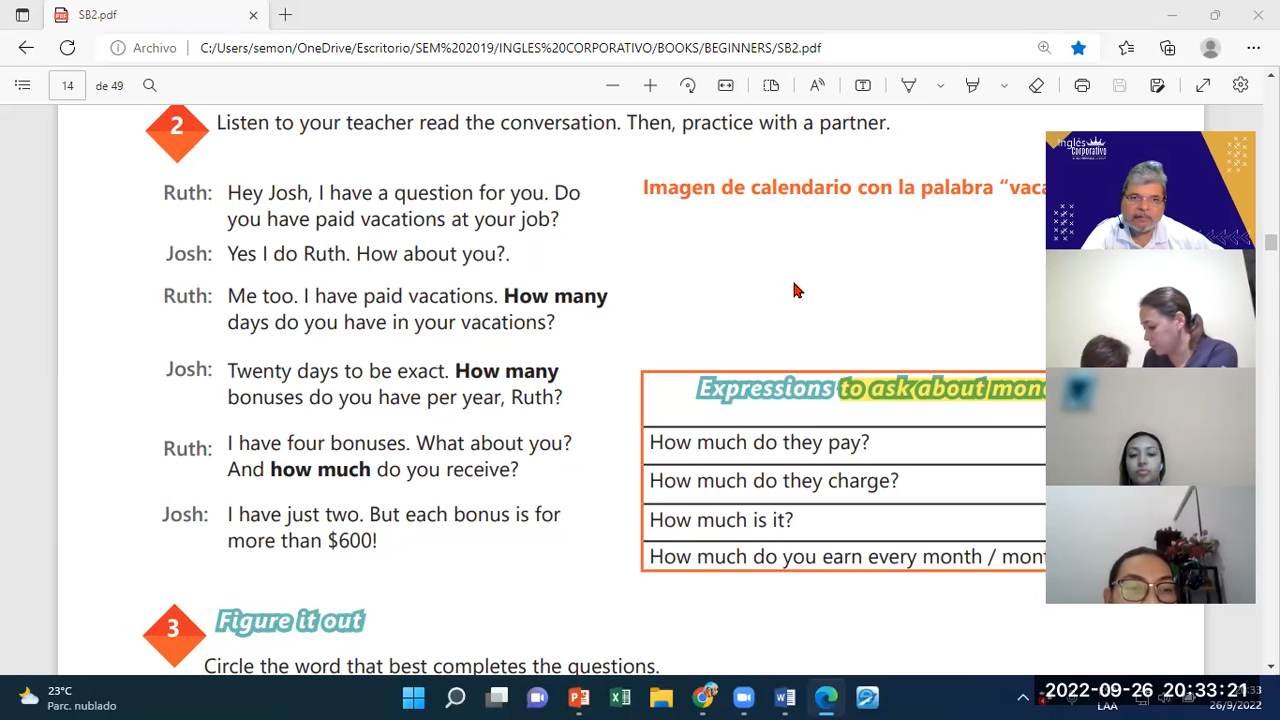 SB2.pdf
Archivo
C:/Users/semon/OneDrive/Escritorio/SEM%202019/INGLES%20CORPORATIVO/BOOKS/BEGINNERS/SB2.pdf
14 de 49
2 Listen to your teacher read the conversation. Then, practice with a partner.
Ruth: Hey Josh, I have a question for you. Do
you have paid vacations at your job?
Josh: Yes I do Ruth. How about you?.
Ruth: Me too. I have paid vacations. How many
days do you have in your vacations?
Josh: Twenty days to be exact. How many
bonuses do you have per year, Ruth?
Ruth: I have four bonuses. What about you?
And how much do you receive?
Josh: I have just two. But each bonus is for
more than $600!
Imagen de calendario con la palabra “vaca
Expressions to ask about mon
How much do they pay?
How much do they charge?
How much is it?
How much do you earn every month / mon
3 Figure it out
Circle the word that best completes the questions.
Inglés
Corporativo
23°C
Parc. nublado
2022-09-26 20:33:21
LAA
26/9/2022